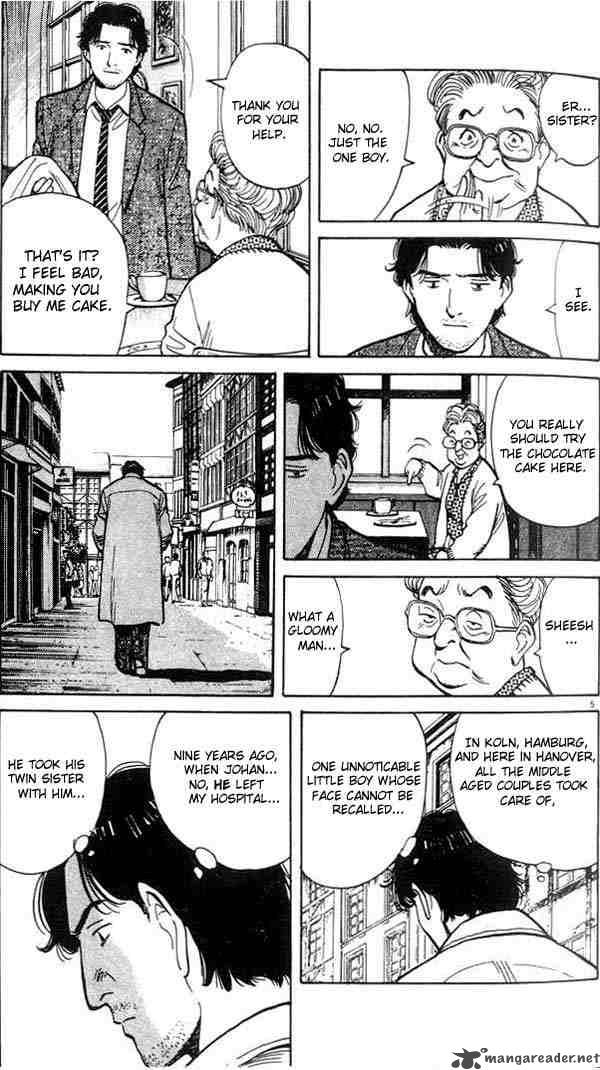 ER...
SISTER?
NO, NO.
JUST THE
ONE BOY.
THANK YOU
FOR YOUR
HELP.
THAT'S IT?
I FEEL BAD,
MAKING YOU
BUY ME CAKE.
I
SEE.
YOU REALLY
SHOULD TRY
THE CHOCOLATE
CAKE HERE.
SHEESH
...
WHAT A
GLOOMY
MAN...
5
IN KOLN, HAMBURG,
AND HERE IN HANOVER,
ALL THE MIDDLE
AGED COUPLES TOOK
CARE OF,
ONE UNNOTICABLE
LITTLE BOY WHOSE
FACE CANNOT BE
RECALLED...
NINE YEARS AGO,
WHEN JOHAN...
NO, HE LEFT
MY HOSPITAL...
HE TOOK HIS
TWIN SISTER
WITH HIM...
mangareader.net